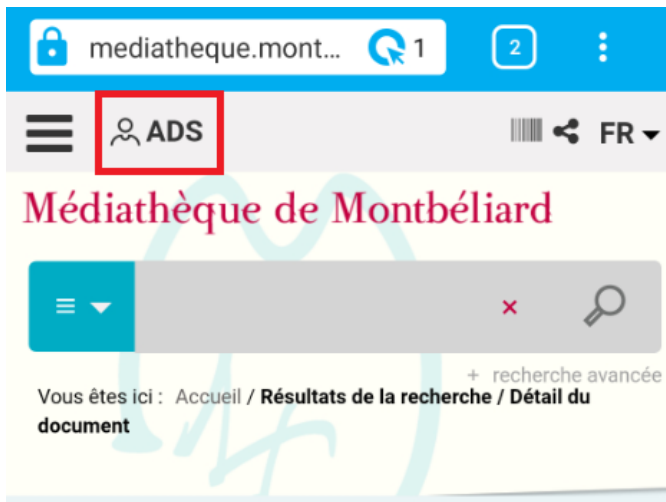 mediatheque.mont... 1 2
ADS FR
Médiathèque de Montbéliard
×
+ recherche avancée
Vous êtes ici : Accueil / Résultats de la recherche / Détail du
document